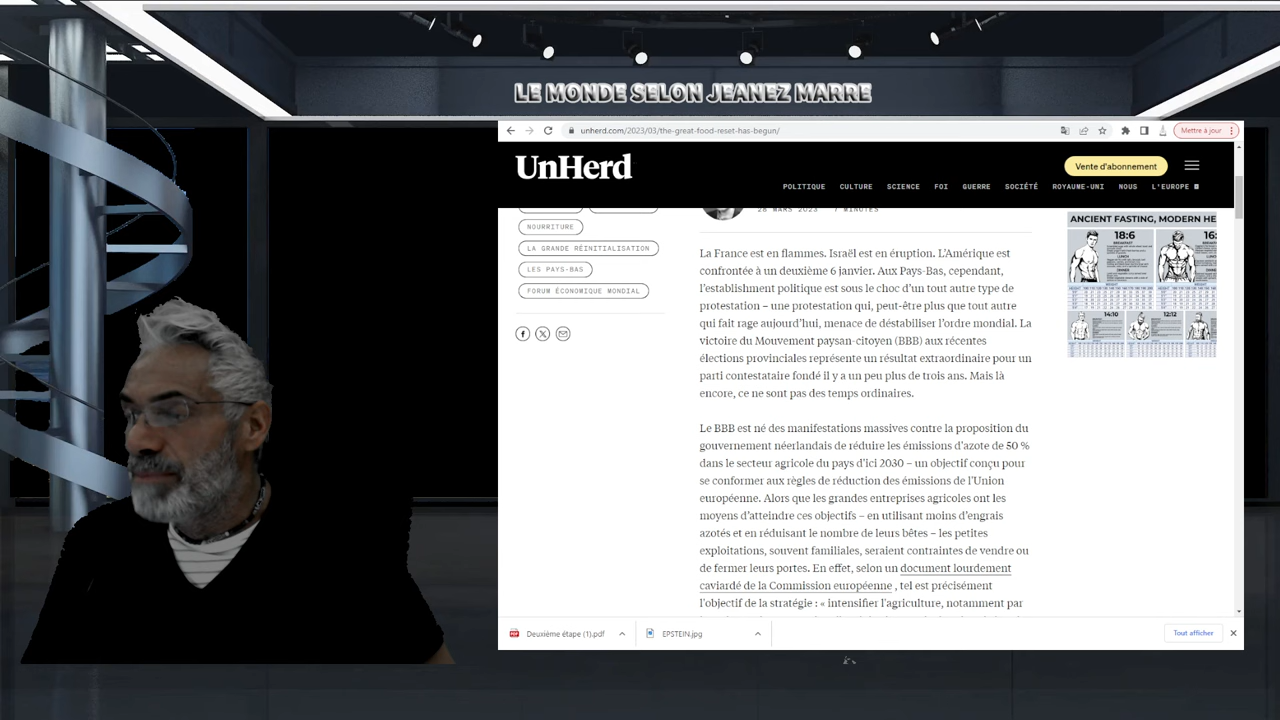 LE MONDE SELON JEANEZ MARRE
unherd.com/2023/03/the-great-food-reset-has-begun/
Mettre à jour
UnHerd
Vente d'abonnement
POLITIQUE CULTURE SCIENCE FOI GUERRE SOCIÉTÉ ROYAUME-UNI NOUS L'EUROPE
28 MARS 2023 7 MINUTES
NOURRITURE
LA GRANDE RÉINITIALISATION
LES PAYS-BAS
FORUM ÉCONOMIQUE MONDIAL
La France est en flammes. Israël est en éruption. L'Amérique est
confrontée à un deuxième 6 janvier. Aux Pays-Bas, cependant,
l'establishment politique est sous le choc d'un tout autre type de
protestation – une protestation qui, peut-être plus que tout autre
qui fait rage aujourd'hui, menace de déstabiliser l'ordre mondial. La
victoire du Mouvement paysan-citoyen (BBB) aux récentes
élections provinciales représente un résultat extraordinaire pour un
parti contestataire fondé il y a un peu plus de trois ans. Mais là
encore, ce ne sont pas des temps ordinaires.
Le BBB est né des manifestations massives contre la proposition du
gouvernement néerlandais de réduire les émissions d'azote de 50 %
dans le secteur agricole du pays d'ici 2030 – un objectif conçu pour
se conformer aux règles de réduction des émissions de l'Union
européenne. Alors que les grandes entreprises agricoles ont les
moyens d'atteindre ces objectifs – en utilisant moins d'engrais
azotés et en réduisant le nombre de leurs bêtes – les petites
exploitations, souvent familiales, seraient contraintes de vendre ou
de fermer leurs portes. En effet, selon un document lourdement
caviardé de la Commission européenne , tel est précisément
l'objectif de la stratégie : « intensifier l'agriculture, notamment par
ANCIENT FASTING, MODERN HE
18:6
16:
14:10
12:12
Deuxième étape (1).pdf
EPSTEIN.jpg
Tout afficher